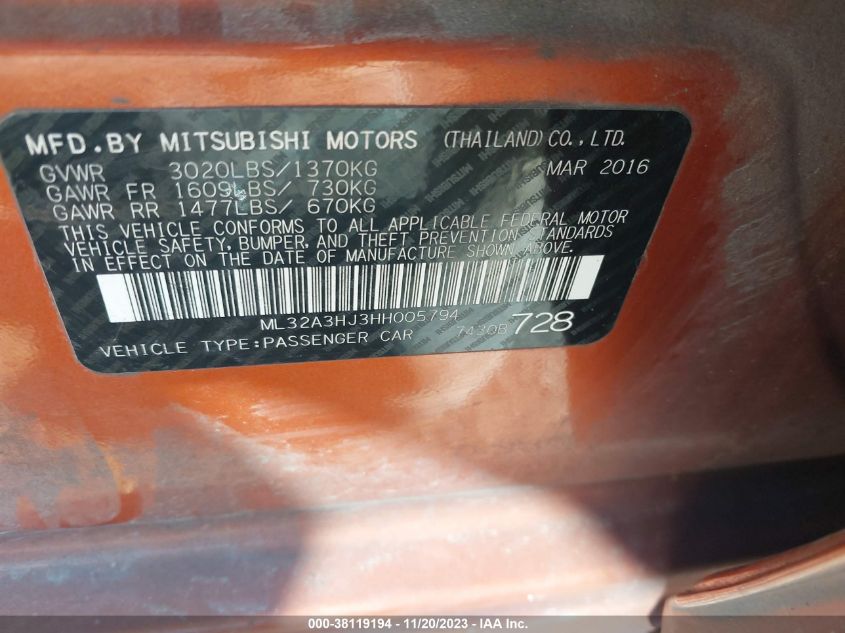 MFD.BY MITSUBISHI MOTORS (THAILAND)CO.,LTD.
GVWR 3020LBS/1370KG MAR 2016
GAWR FR 1609LBS/ 730KG
GAWR RR 1477LBS/ 670KG
THIS VEHICLE CONFORMS TO ALL APPLICABLE FEDERAL MOTOR
VEHICLE SAFETY, BUMPER, AND THEFT PREVENTION STANDARDS
IN EFFECT ON THE DATE OF MANUFACTURE SHOWN ABOVE.
ML32A3HJ3HH005794
VEHICLE TYPE:PASSENGER CAR 7430B 728
000-38119194 - 11/20/2023 - IAA Inc.